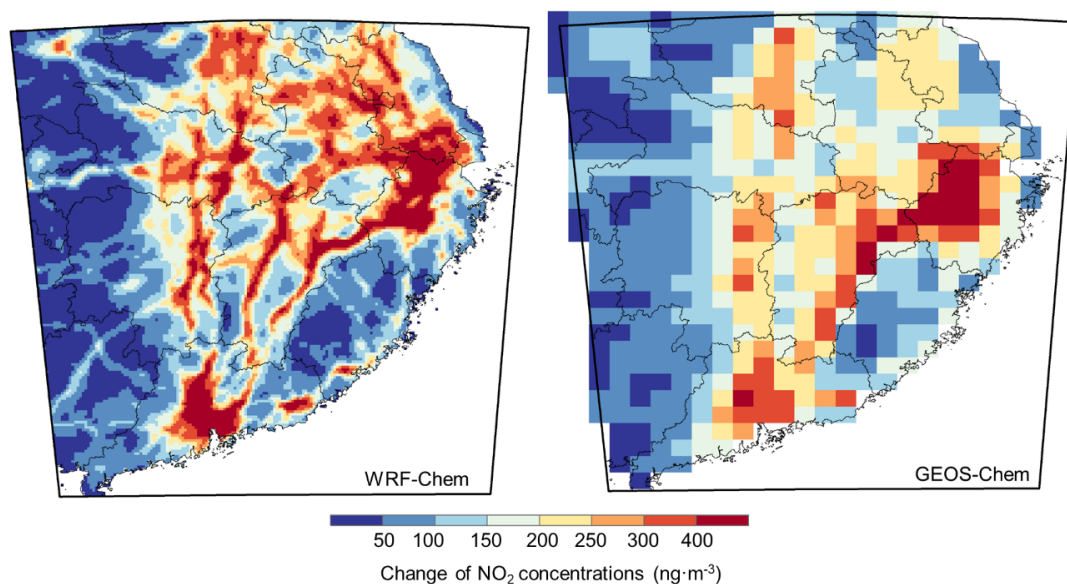 WRF-Chem
GEOS-Chem
50 100 150 200 250 300 400
Change of NO₂ concentrations (ng·m⁻³)